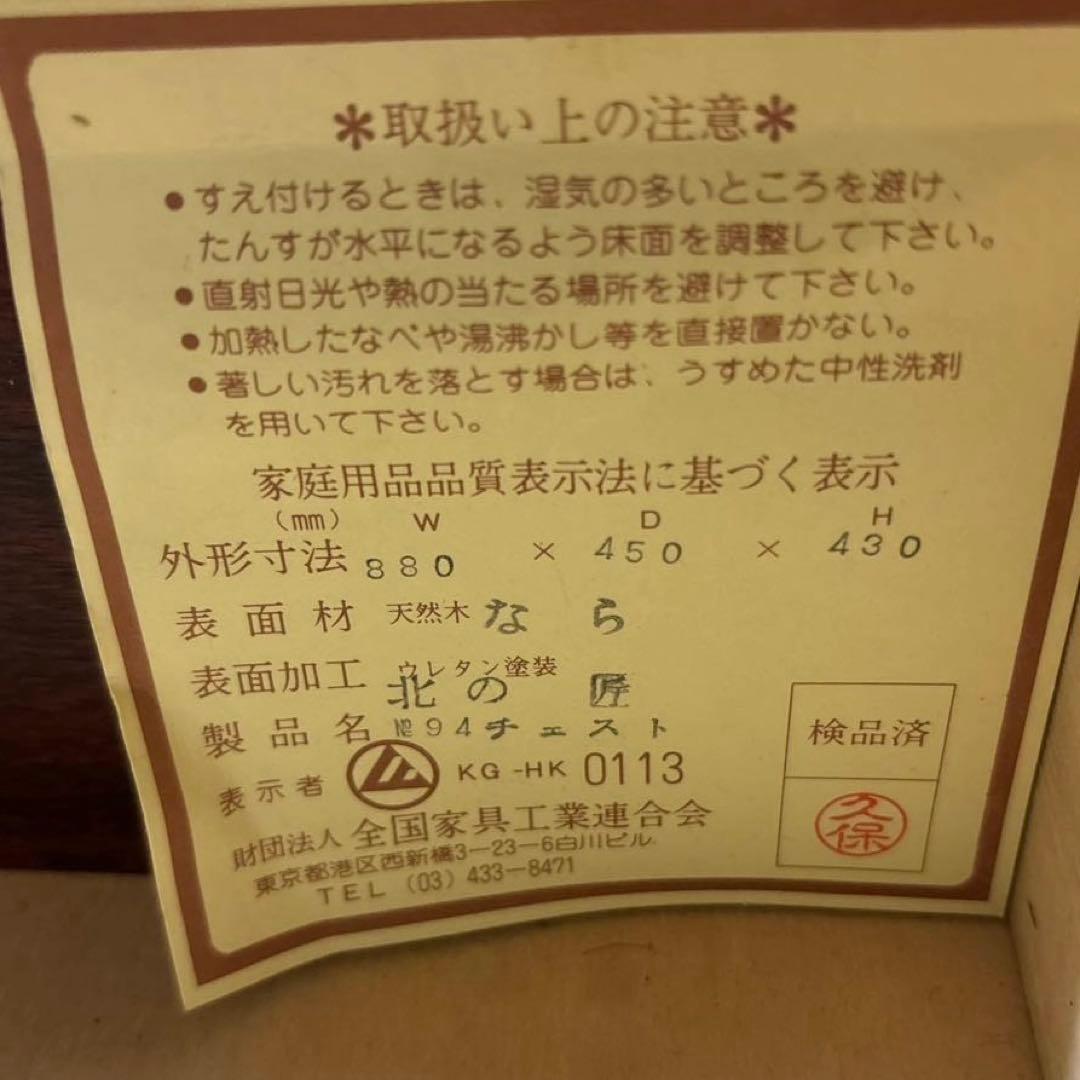 ＊取扱い上の注意＊
●すえ付けるときは、湿気の多いところを避け、
たんすが水平になるよう床面を調整して下さい。
●直射日光や熱の当たる場所を避けて下さい。
●加熱したなべや湯沸かし等を直接置かない。
●著しい汚れを落とす場合は、うすめた中性洗剤
を用いて下さい。
家庭用品品質表示法に基づく表示
（㎜） W D H
外形寸法 880 × 450 × 430
表面材 天然木 なら
表面加工 ウレタン塗装
北の匠
製品名 №94チェスト
表示者 KG-HK 0113
財団法人 全国家具工業連合会
東京都港区西新橋3-23-6白川ビル
TEL (03) 433-8471
検品済
久保